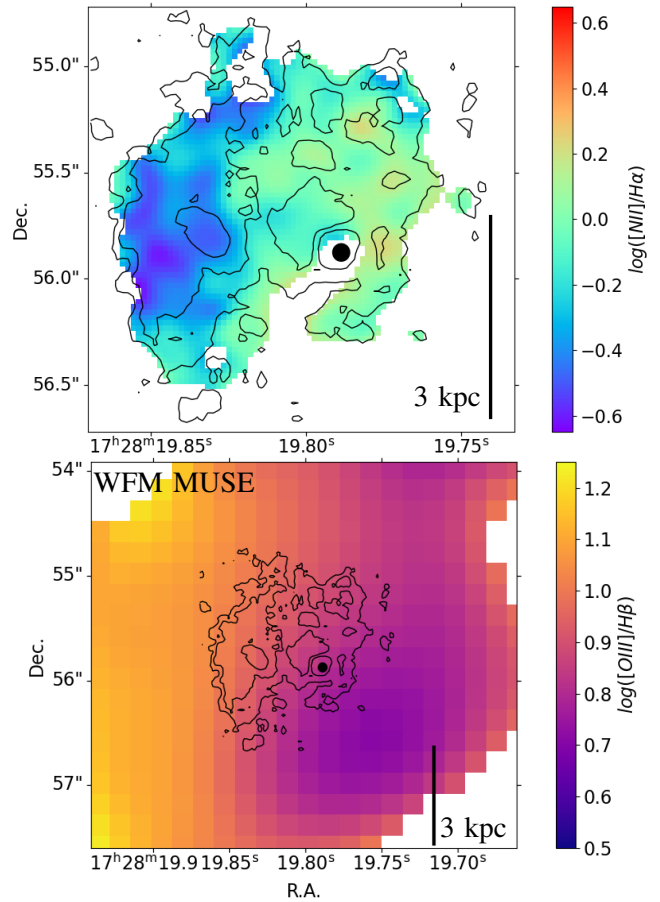 55.0"
55.5"
56.0"
56.5"
Dec.
3 kpc
17ʰ28ᵐ19.85ˢ 19.80ˢ 19.75ˢ
0.6
0.4
0.2
0.0
−0.2
−0.4
−0.6
log([NII]/Hα)
WFM MUSE
54"
55"
56"
57"
Dec.
3 kpc
17ʰ28ᵐ19.9ˢ 19.85ˢ 19.80ˢ 19.75ˢ 19.70ˢ
R.A.
1.2
1.1
1.0
0.9
0.8
0.7
0.6
0.5
log([OIII]/Hβ)